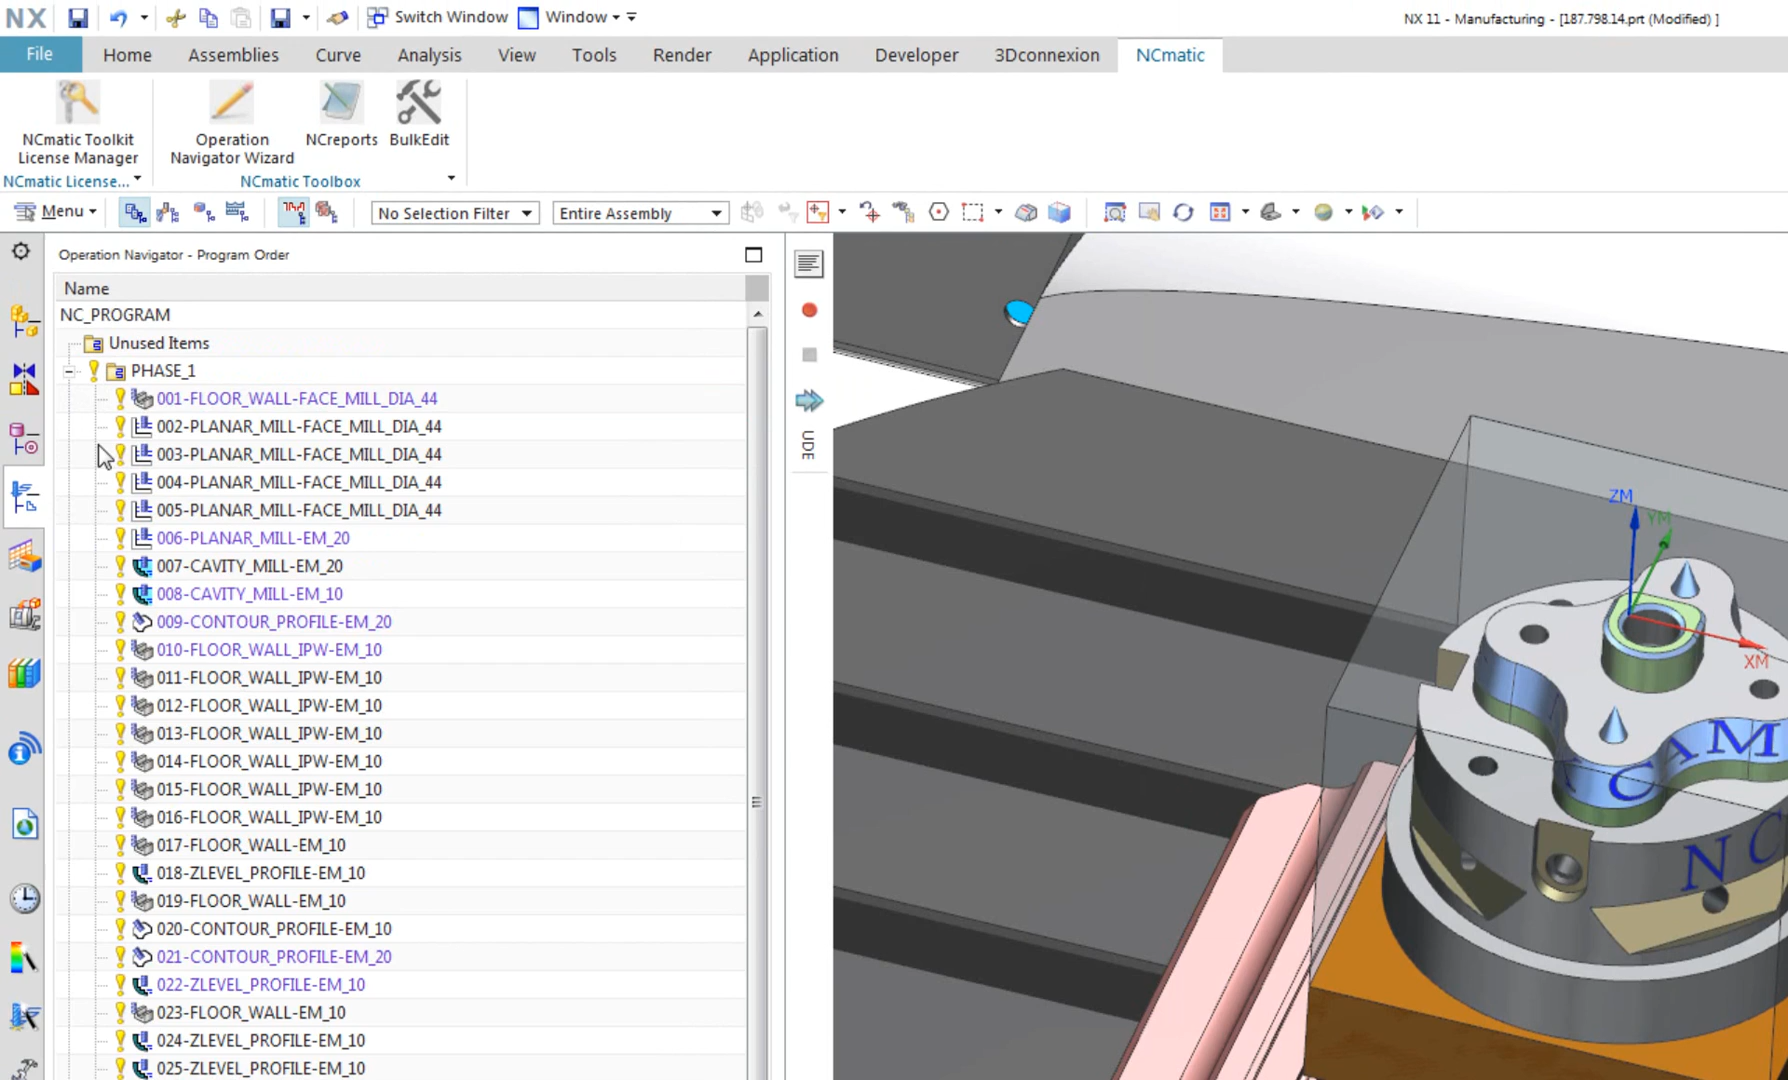 NX Switch Window Window NX 11 - Manufacturing - [187.798.14.prt (Modified) ]
File Home Assemblies Curve Analysis View Tools Render Application Developer 3Dconnexion NCmatic
NCmatic Toolkit License Manager
Operation Navigator Wizard
NCreports
BulkEdit
NCmatic License... NCmatic Toolbox
Menu No Selection Filter Entire Assembly
Operation Navigator - Program Order
Name
NC_PROGRAM
Unused Items
PHASE_1
001-FLOOR_WALL-FACE_MILL_DIA_44
002-PLANAR_MILL-FACE_MILL_DIA_44
003-PLANAR_MILL-FACE_MILL_DIA_44
004-PLANAR_MILL-FACE_MILL_DIA_44
005-PLANAR_MILL-FACE_MILL_DIA_44
006-PLANAR_MILL-EM_20
007-CAVITY_MILL-EM_20
008-CAVITY_MILL-EM_10
009-CONTOUR_PROFILE-EM_20
010-FLOOR_WALL_IPW-EM_10
011-FLOOR_WALL_IPW-EM_10
012-FLOOR_WALL_IPW-EM_10
013-FLOOR_WALL_IPW-EM_10
014-FLOOR_WALL_IPW-EM_10
015-FLOOR_WALL_IPW-EM_10
016-FLOOR_WALL_IPW-EM_10
017-FLOOR_WALL-EM_10
018-ZLEVEL_PROFILE-EM_10
019-FLOOR_WALL-EM_10
020-CONTOUR_PROFILE-EM_10
021-CONTOUR_PROFILE-EM_20
022-ZLEVEL_PROFILE-EM_10
023-FLOOR_WALL-EM_10
024-ZLEVEL_PROFILE-EM_10
025-ZLEVEL_PROFILE-EM_10
UDE
ZM
YM
XM
CAM
NC